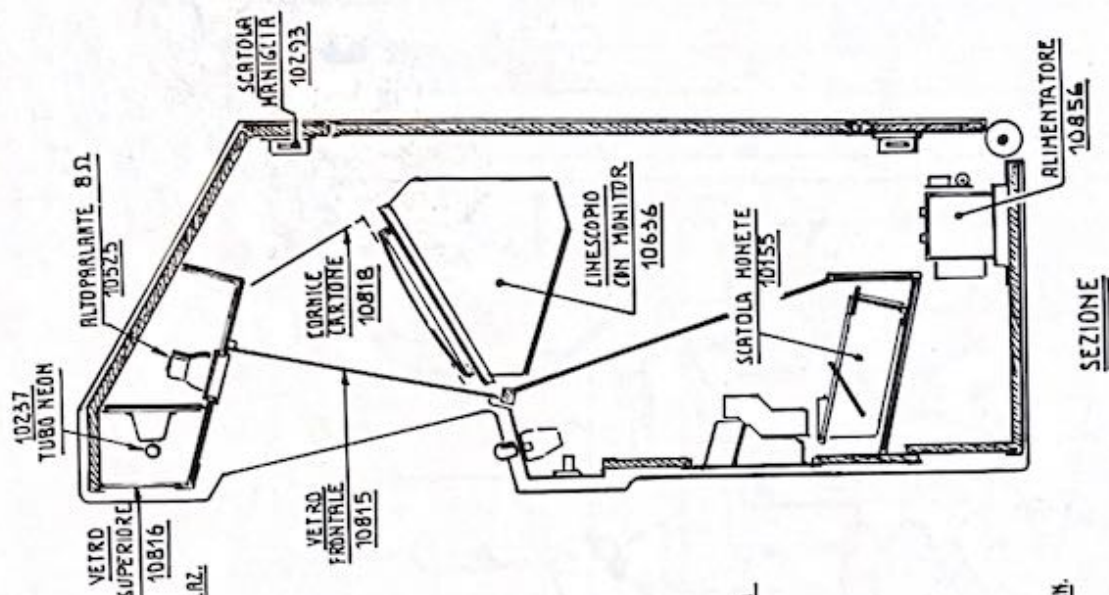 10237
TUBO NEON
ALTOPARLANTE 8Ω
10525
SCATOLA
MANIGLIA
10293
VETRO
SUPERIORE
10816
AZ.
CORNICE
CARTONE
10818
VETRO
FRONTALE
10815
CINESCOPIO
CON MONITOR
10636
SCATOLA MONETE
10155
ALIMENTATORE
10856
SEZIONE
N.